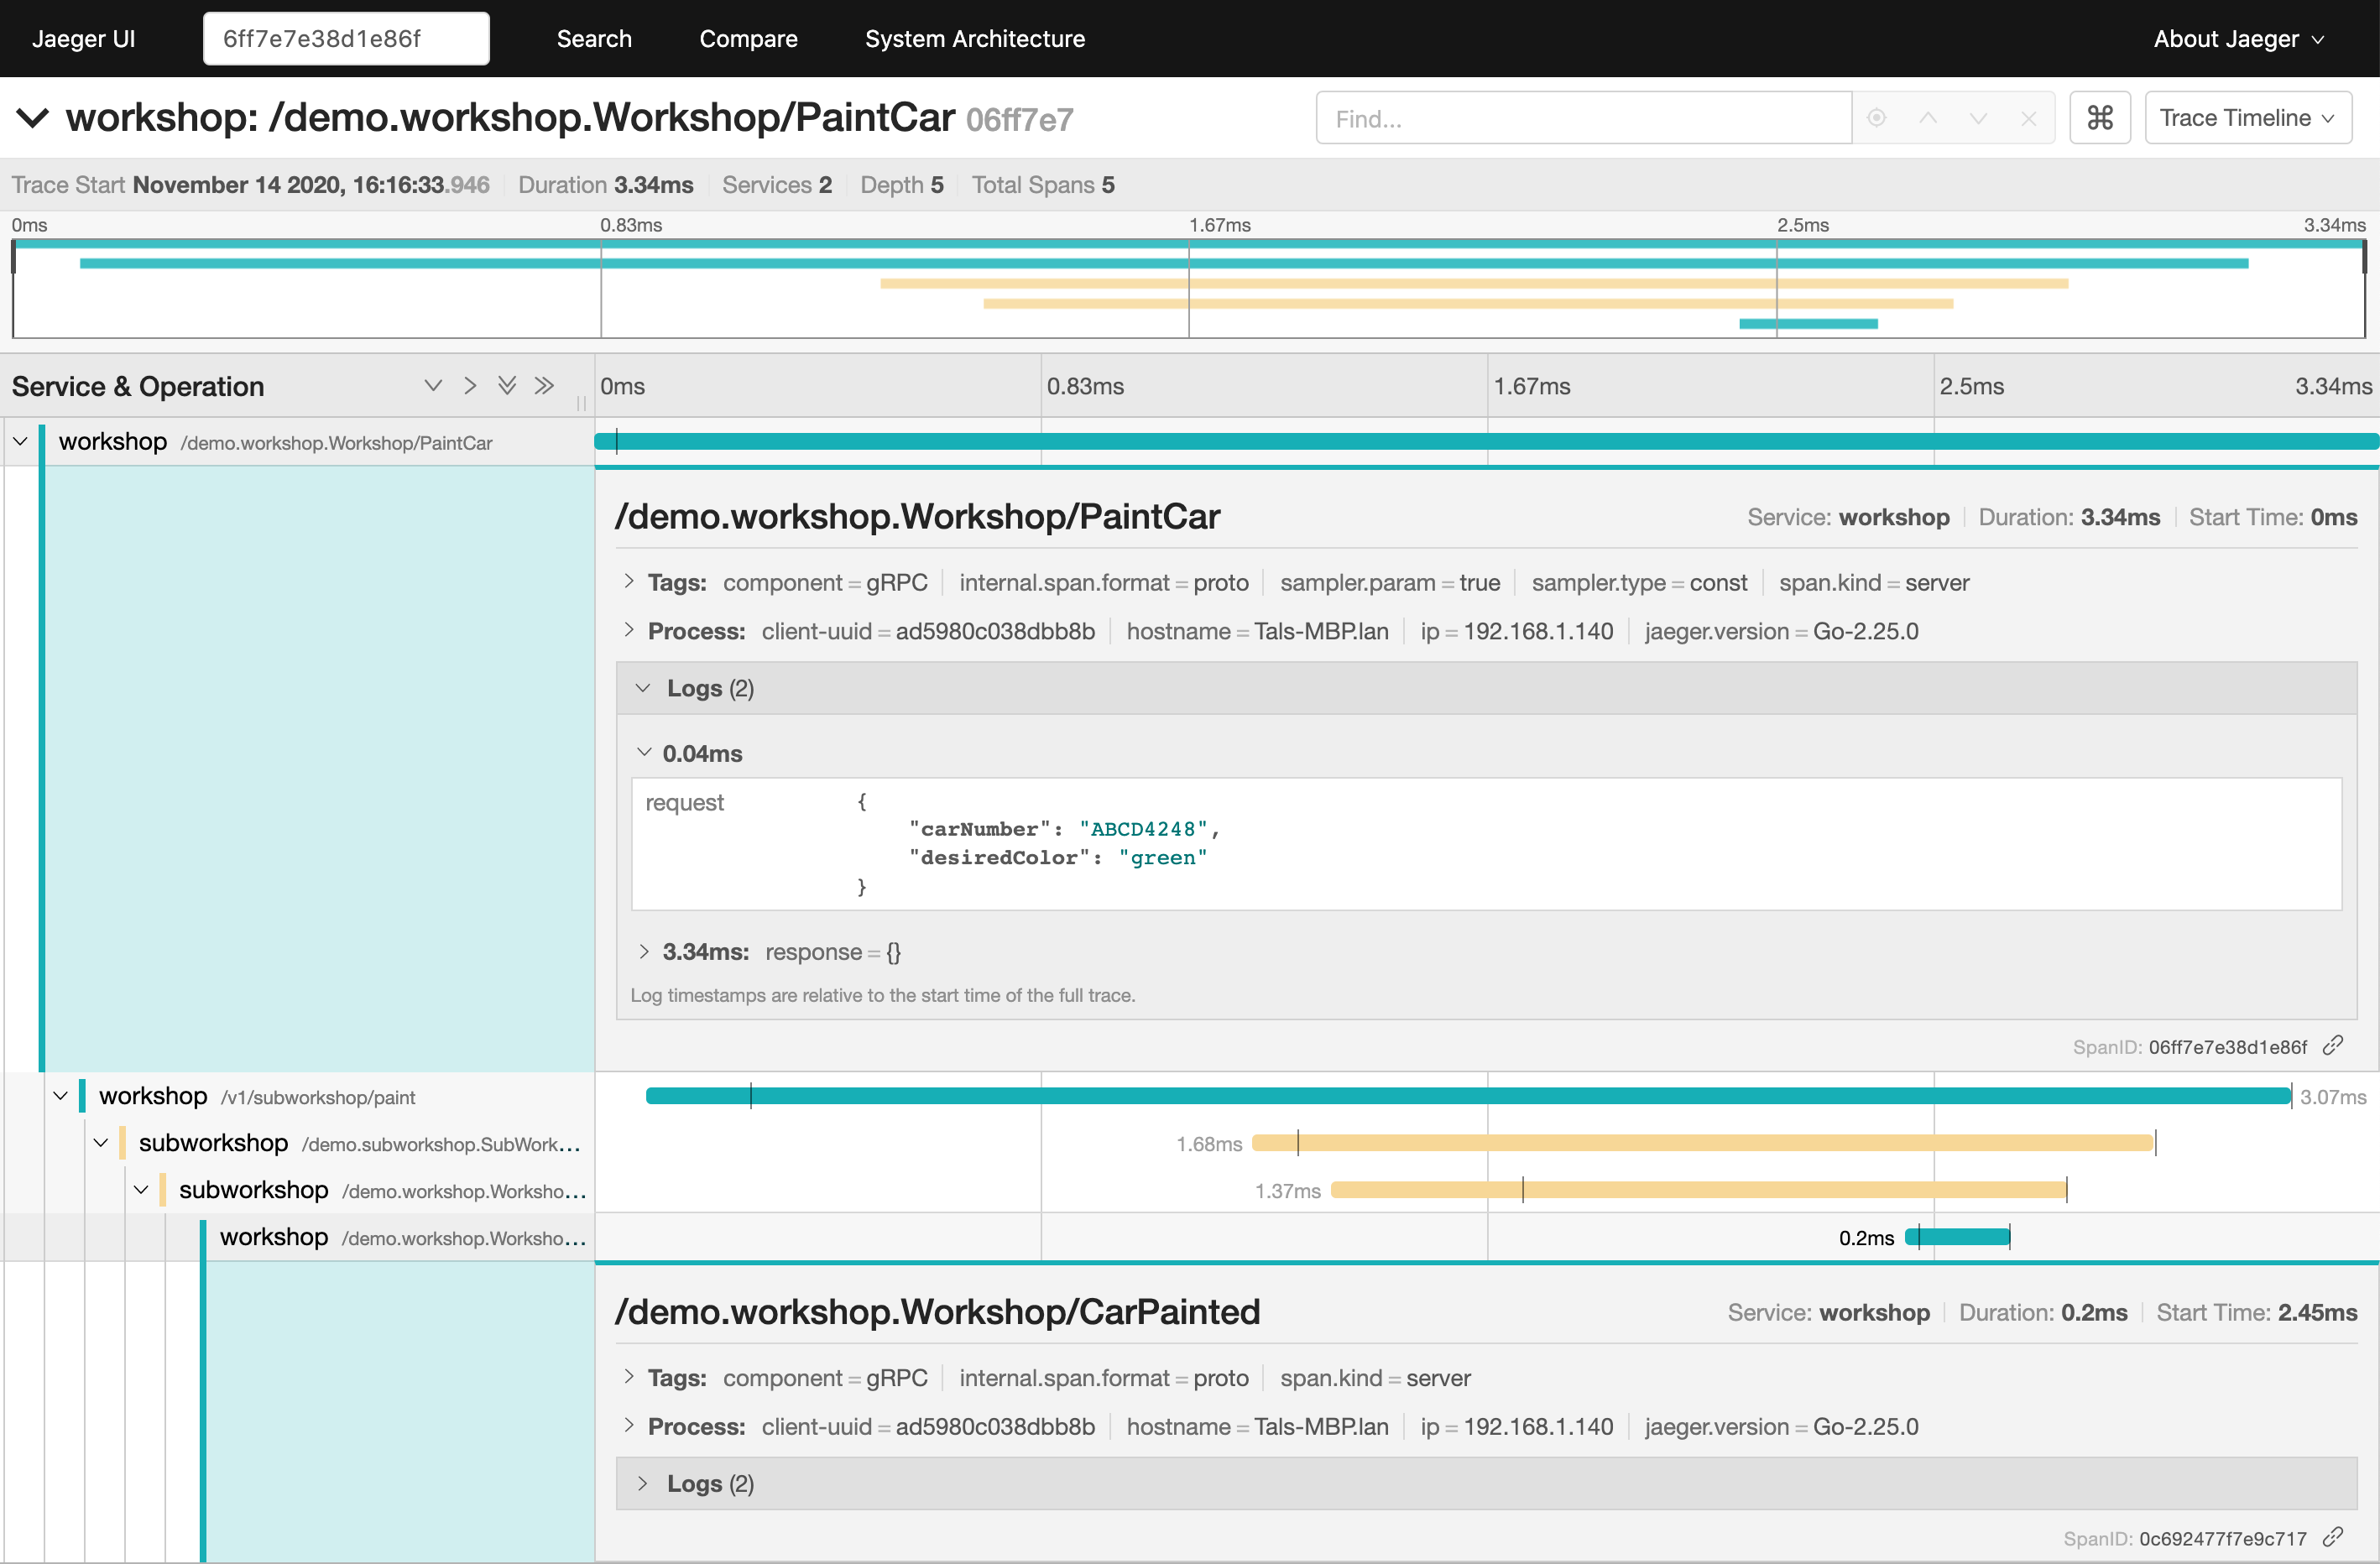 Jaeger UI 6ff7e7e38d1e86f Search Compare System Architecture About Jaeger
workshop: /demo.workshop.Workshop/PaintCar 06ff7e7 Find... ⌘ Trace Timeline
Trace Start November 14 2020, 16:16:33.946 Duration 3.34ms Services 2 Depth 5 Total Spans 5
0ms 0.83ms 1.67ms 2.5ms 3.34ms
Service & Operation 0ms 0.83ms 1.67ms 2.5ms 3.34ms
workshop /demo.workshop.Workshop/PaintCar
/demo.workshop.Workshop/PaintCar Service: workshop Duration: 3.34ms Start Time: 0ms
Tags: component = gRPC internal.span.format = proto sampler.param = true sampler.type = const span.kind = server
Process: client-uuid = ad5980c038dbb8b hostname = Tals-MBP.lan ip = 192.168.1.140 jaeger.version = Go-2.25.0
Logs (2)
0.04ms
request {
"carNumber": "ABCD4248",
"desiredColor": "green"
}
3.34ms: response = {}
Log timestamps are relative to the start time of the full trace.
SpanID: 06ff7e7e38d1e86f
workshop /v1/subworkshop/paint 3.07ms
subworkshop /demo.subworkshop.SubWork... 1.68ms
subworkshop /demo.workshop.Worksho... 1.37ms
workshop /demo.workshop.Worksho... 0.2ms
/demo.workshop.Workshop/CarPainted Service: workshop Duration: 0.2ms Start Time: 2.45ms
Tags: component = gRPC internal.span.format = proto span.kind = server
Process: client-uuid = ad5980c038dbb8b hostname = Tals-MBP.lan ip = 192.168.1.140 jaeger.version = Go-2.25.0
Logs (2)
SpanID: 0c692477f7e9c717